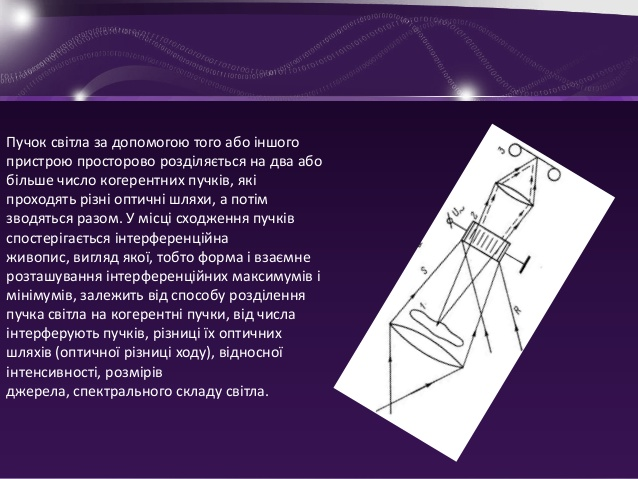 Пучок світла за допомогою того або іншого
пристрою просторово розділяється на два або
більше число когерентних пучків, які
проходять різні оптичні шляхи, а потім
зводяться разом. У місці сходження пучків
спостерігається інтерференційна
живопис, вигляд якої, тобто форма і взаємне
розташування інтерференційних максимумів і
мінімумів, залежить від способу розділення
пучка світла на когерентні пучки, від числа
інтерферують пучків, різниці їх оптичних
шляхів (оптичної різниці ходу), відносної
інтенсивності, розмірів
джерела, спектрального складу світла.
3
2
U~
S
1
R